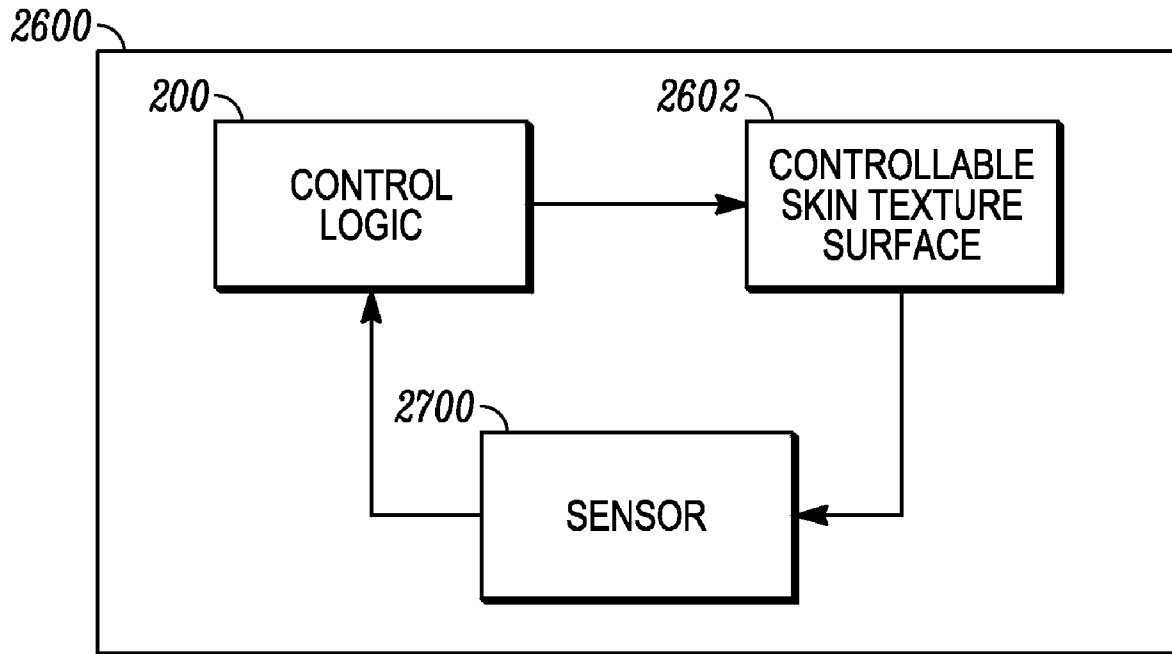 2600
200
2602
CONTROL
LOGIC
CONTROLLABLE
SKIN TEXTURE
SURFACE
2700
SENSOR